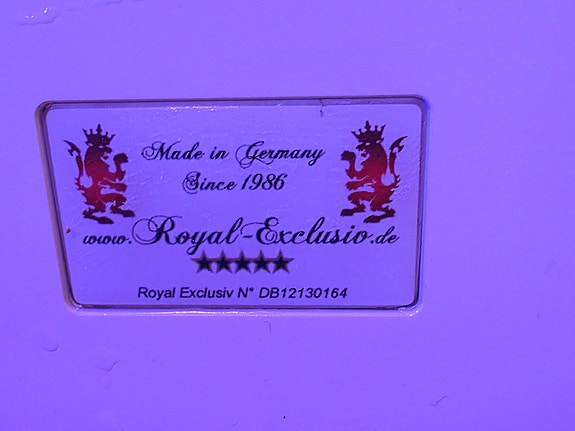 Made in Germany
Since 1986
www.Royal-Exclusiv.de
Royal Exclusiv N° DB12130164